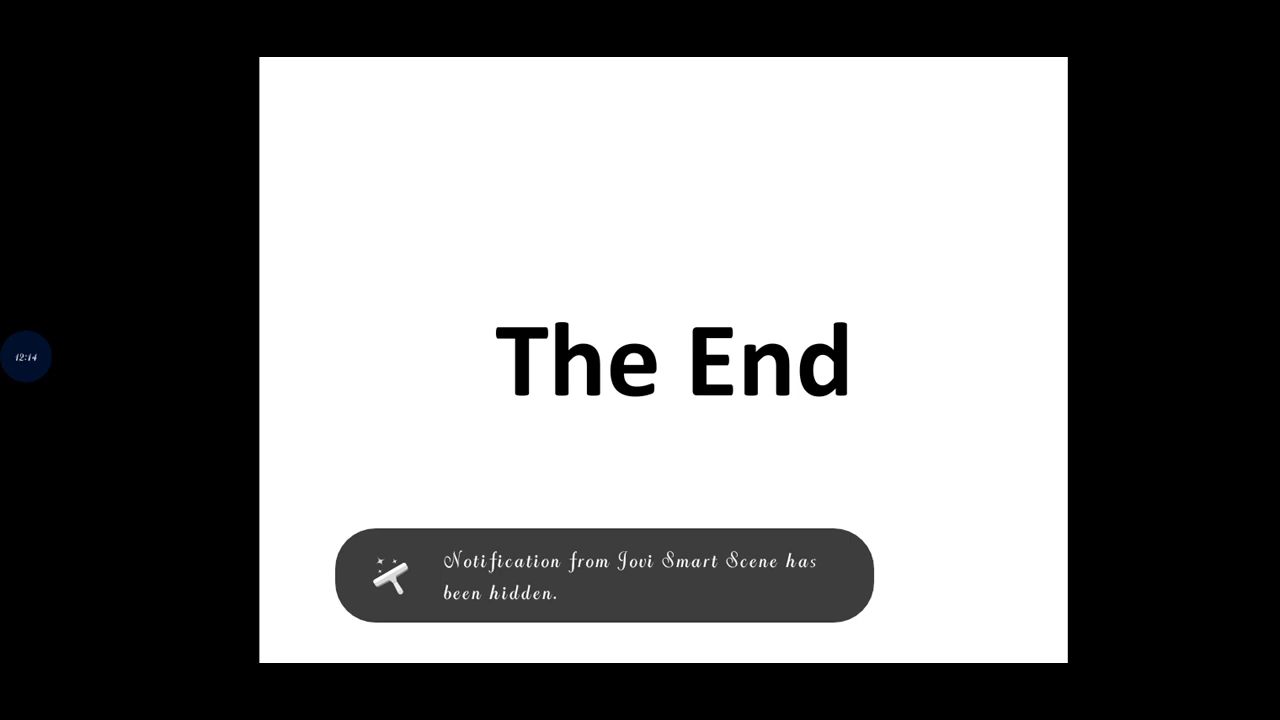 The End
12:14
Notification from Jovi Smart Scene has
been hidden.